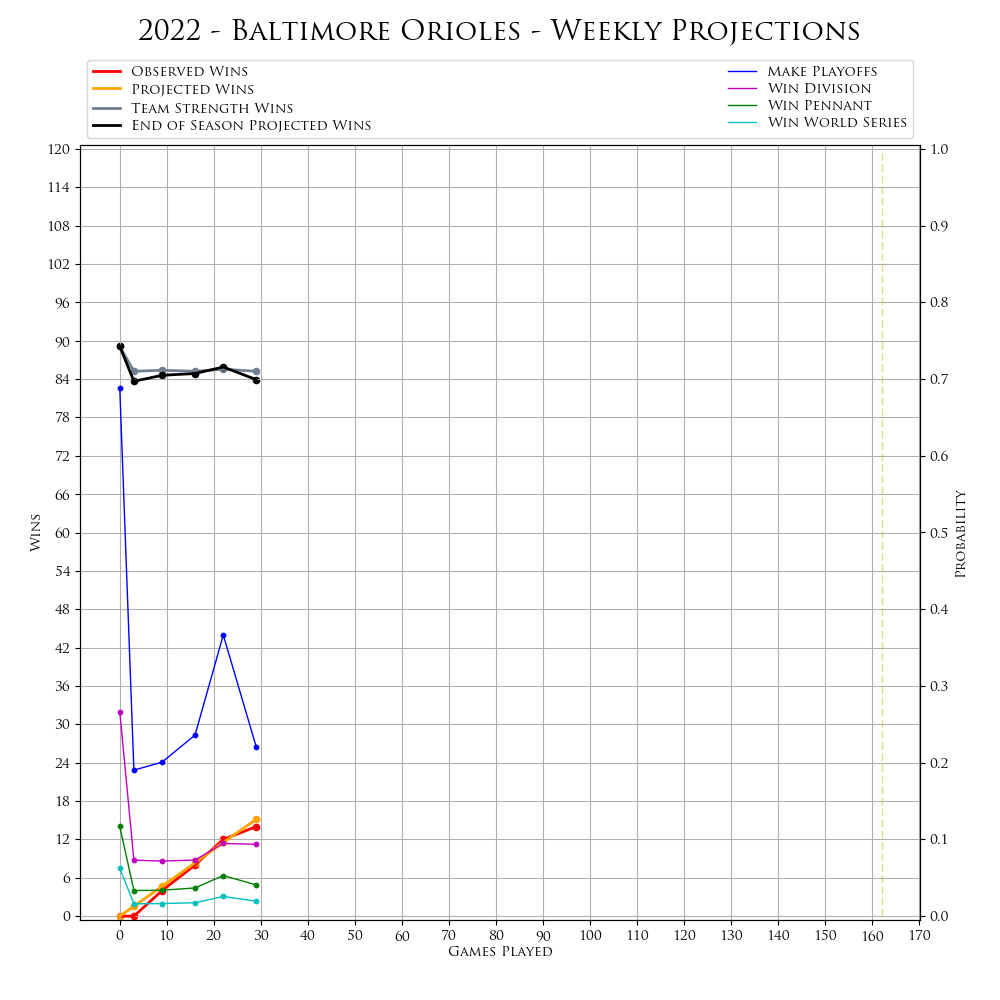 2022 - Baltimore Orioles - Weekly Projections
Observed Wins
Projected Wins
Team Strength Wins
End of Season Projected Wins
Make Playoffs
Win Division
Win Pennant
Win World Series
120
114
108
102
96
90
84
78
72
66
60
54
48
42
36
30
24
18
12
6
0
Wins
1.0
0.9
0.8
0.7
0.6
0.5
0.4
0.3
0.2
0.1
0.0
Probability
0 10 20 30 40 50 60 70 80 90 100 110 120 130 140 150 160 170
Games Played